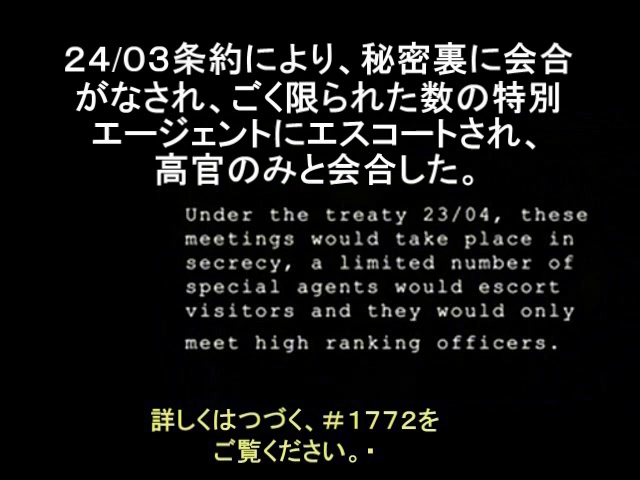 24/03条約により、秘密裏に会合
がなされ、ごく限られた数の特別
エージェントにエスコートされ、
高官のみと会合した。
Under the treaty 23/04, these
meetings would take place in
secrecy, a limited number of
special agents would escort
visitors and they would only
meet high ranking officers.
詳しくはつづく、＃1772を
ご覧ください。・